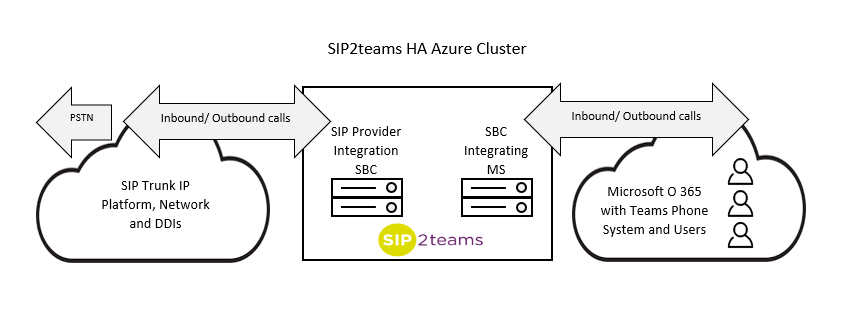 SIP2teams HA Azure Cluster
PSTN
Inbound/ Outbound calls
Inbound/ Outbound calls
SIP Provider
Integration
SBC
SBC
Integrating
MS
SIP Trunk IP
Platform, Network
and DDIs
Microsoft O 365
with Teams Phone
System and Users
SIP2teams